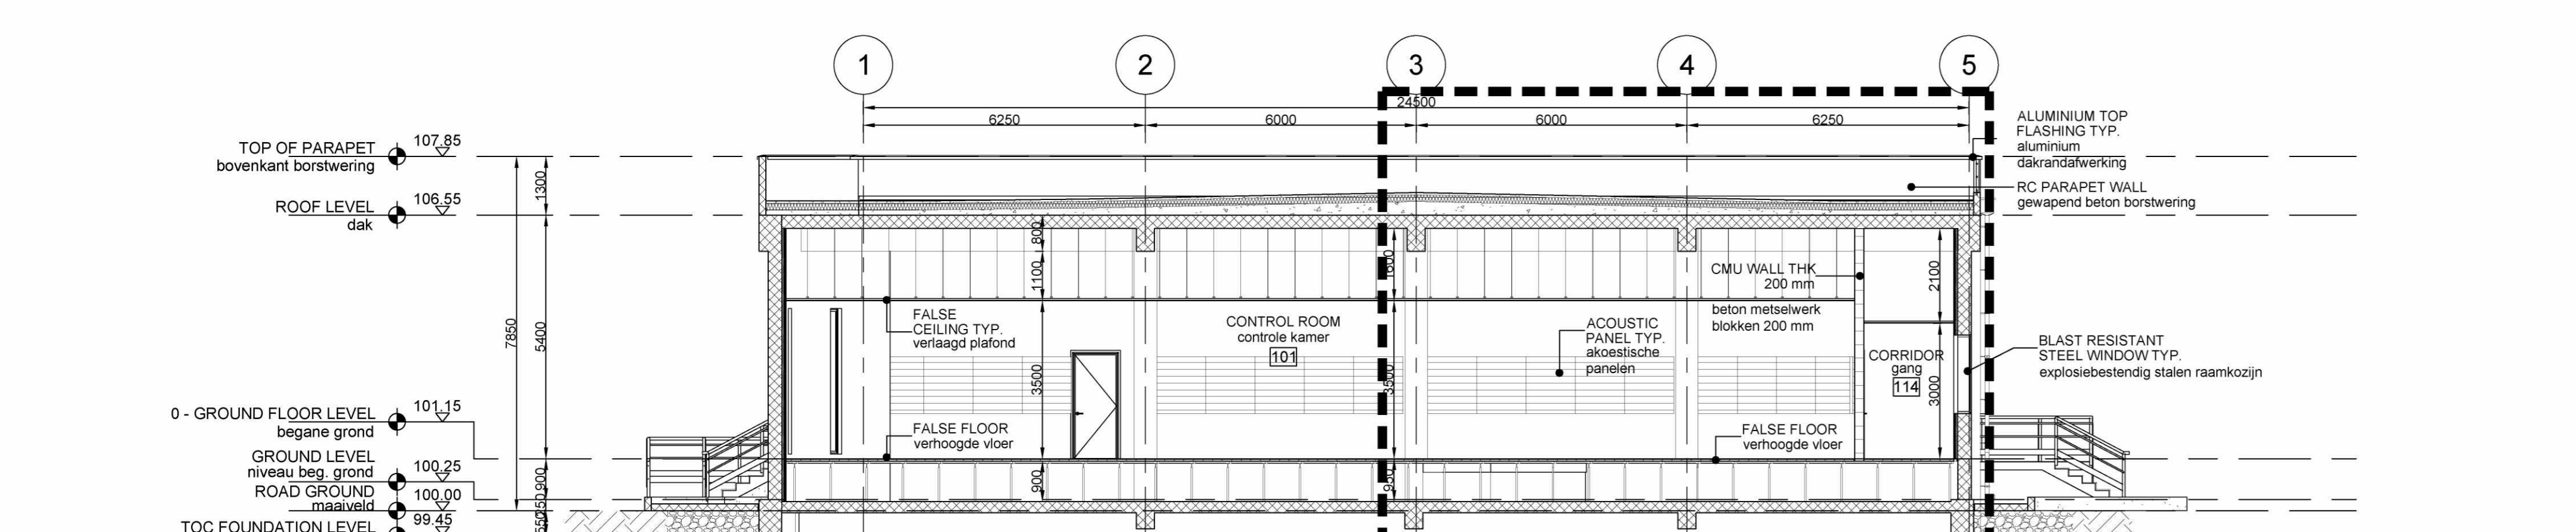 1
2
3
4
5
24500
6250
6000
6000
6250
TOP OF PARAPET
bovenkant borstwering
107.85
ROOF LEVEL
dak
106.55
0 - GROUND FLOOR LEVEL
begane grond
101.15
GROUND LEVEL
niveau beg. grond
100.25
ROAD GROUND
maaiveld
100.00
TOC FOUNDATION LEVEL
99.45
7850
1300
5400
900
250
550
800
1100
3500
900
FALSE
CEILING TYP.
verlaagd plafond
FALSE FLOOR
verhoogde vloer
CONTROL ROOM
controle kamer
101
1600
3500
950
ACOUSTIC
PANEL TYP.
akoestische
panelen
CMU WALL THK
200 mm
beton metselwerk
blokken 200 mm
FALSE FLOOR
verhoogde vloer
CORRIDOR
gang
114
2100
3000
ALUMINIUM TOP
FLASHING TYP.
aluminium
dakrandafwerking
RC PARAPET WALL
gewapend beton borstwering
BLAST RESISTANT
STEEL WINDOW TYP.
explosiebestendig stalen raamkozijn